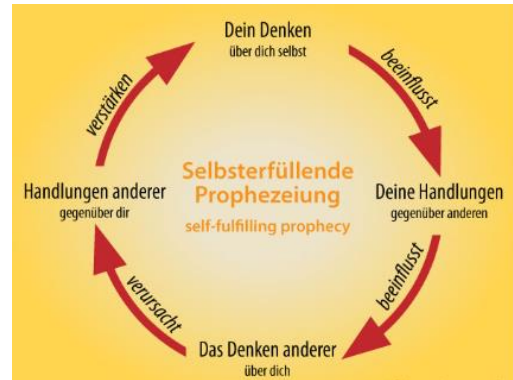 Dein Denken
über dich selbst
beeinflusst
Deine Handlungen
gegenüber anderen
beeinflusst
Das Denken anderer
über dich
verursacht
Handlungen anderer
gegenüber dir
verstärken
Selbsterfüllende
Prophezeiung
self-fulfilling prophecy